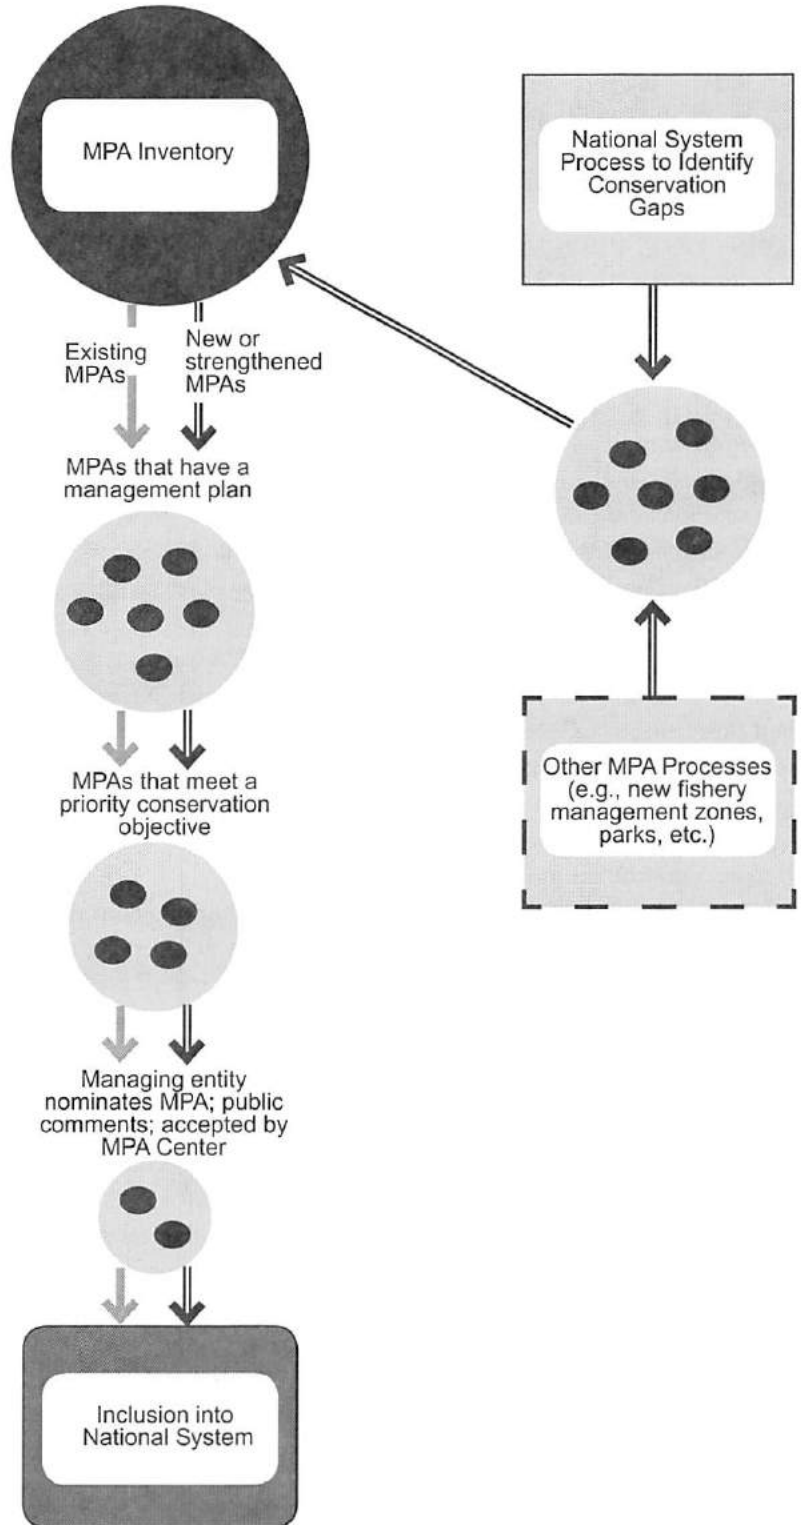 MPA Inventory
National System
Process to Identify
Conservation
Gaps
Existing
MPAs
New or
strengthened
MPAs
MPAs that have a
management plan
MPAs that meet a
priority conservation
objective
Other MPA Processes
(e.g., new fishery
management zones,
parks, etc.)
Managing entity
nominates MPA; public
comments; accepted by
MPA Center
Inclusion into
National System